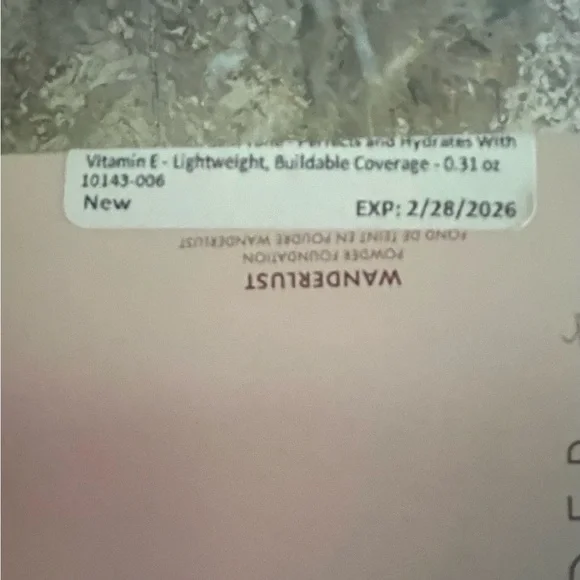 Perfects and Hydrates With
Vitamin E - Lightweight, Buildable Coverage - 0.31 oz
10143-006
New
EXP: 2/28/2026
WANDERLUST
POWDER FOUNDATION
FOND DE TEINT EN POUDRE WANDERLUST